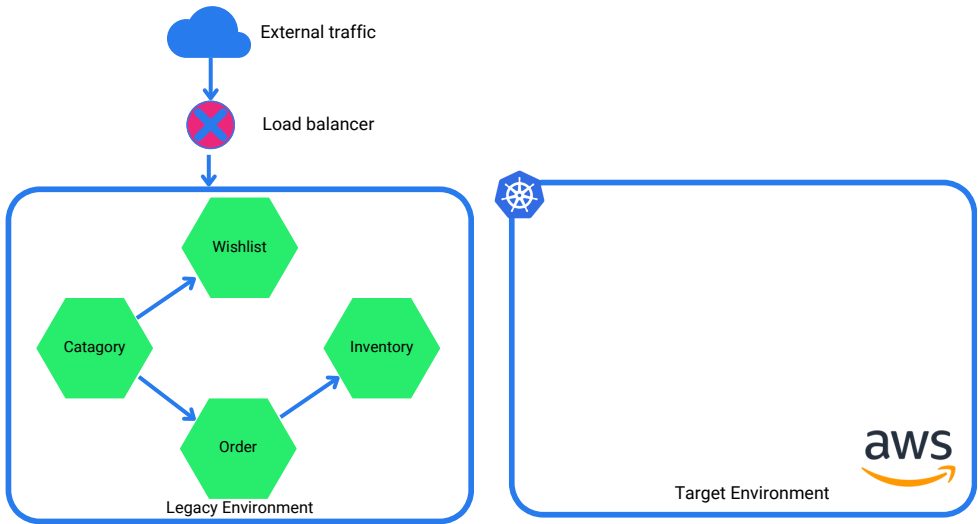 External traffic
Load balancer
Wishlist
Catagory
Inventory
Order
Legacy Environment
aws
Target Environment